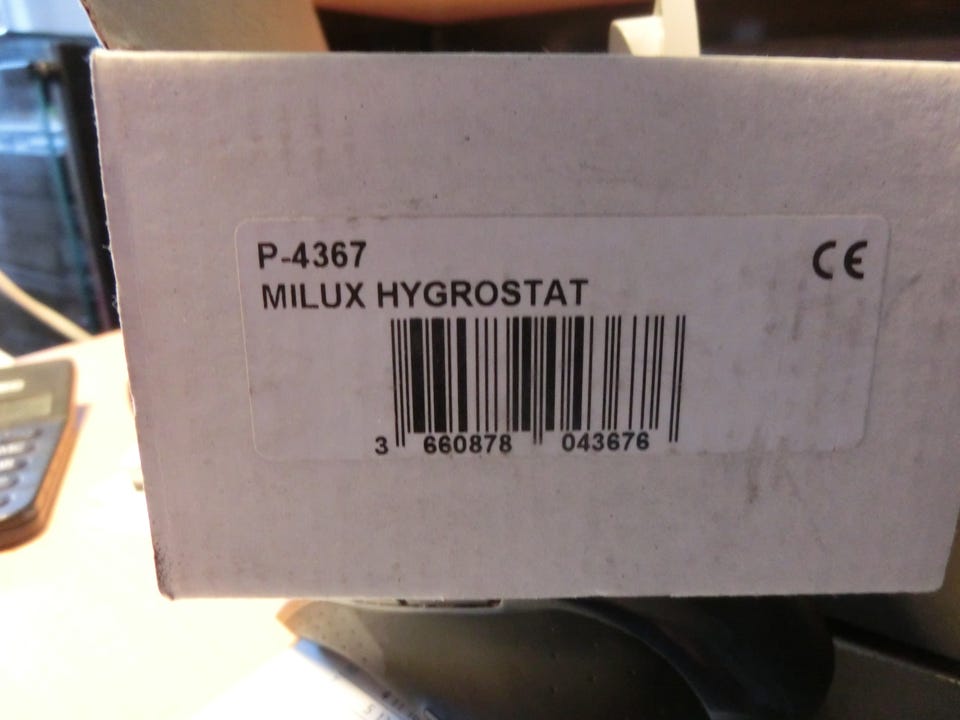 P-4367
CE
MILUX HYGROSTAT
3 660878 043676